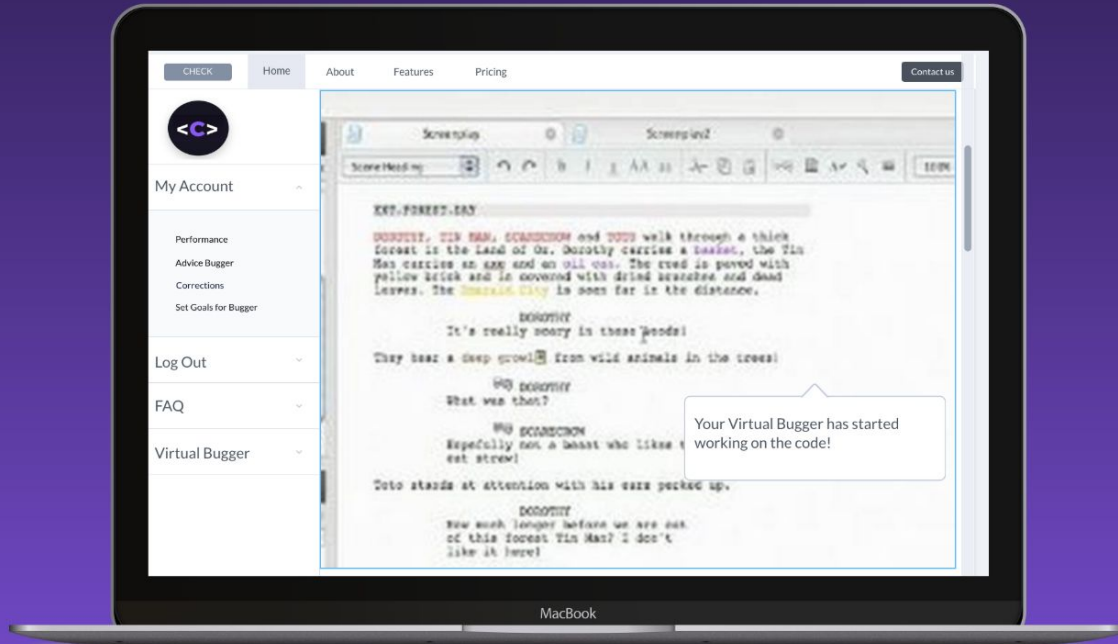 CHECK
Home
About
Features
Pricing
Contact us
<C>
My Account
Performance
Advice Bugger
Corrections
Set Goals for Bugger
Log Out
FAQ
Virtual Bugger
Screenplay
Screenplay2
Scene Heading
100%
EXT.FOREST.DAY
DOROTHY, TIN MAN, SCARECROW and TOTO walk through a thick
forest in the Land of Oz. Dorothy carries a basket, the Tin
Man carries an axe and an oil can. The road is paved with
yellow brick and is covered with dried branches and dead
leaves. The Emerald City is seen far in the distance.
DOROTHY
It's really scary in these woods!
They hear a deep growl from wild animals in the trees!
DOROTHY
What was that?
SCARECROW
Hopefully not a beast who likes
eat straw!
Toto stands at attention with his ears perked up.
DOROTHY
How much longer before we are out
of this forest Tin Man? I don't
like it here!
Your Virtual Bugger has started
working on the code!
MacBook